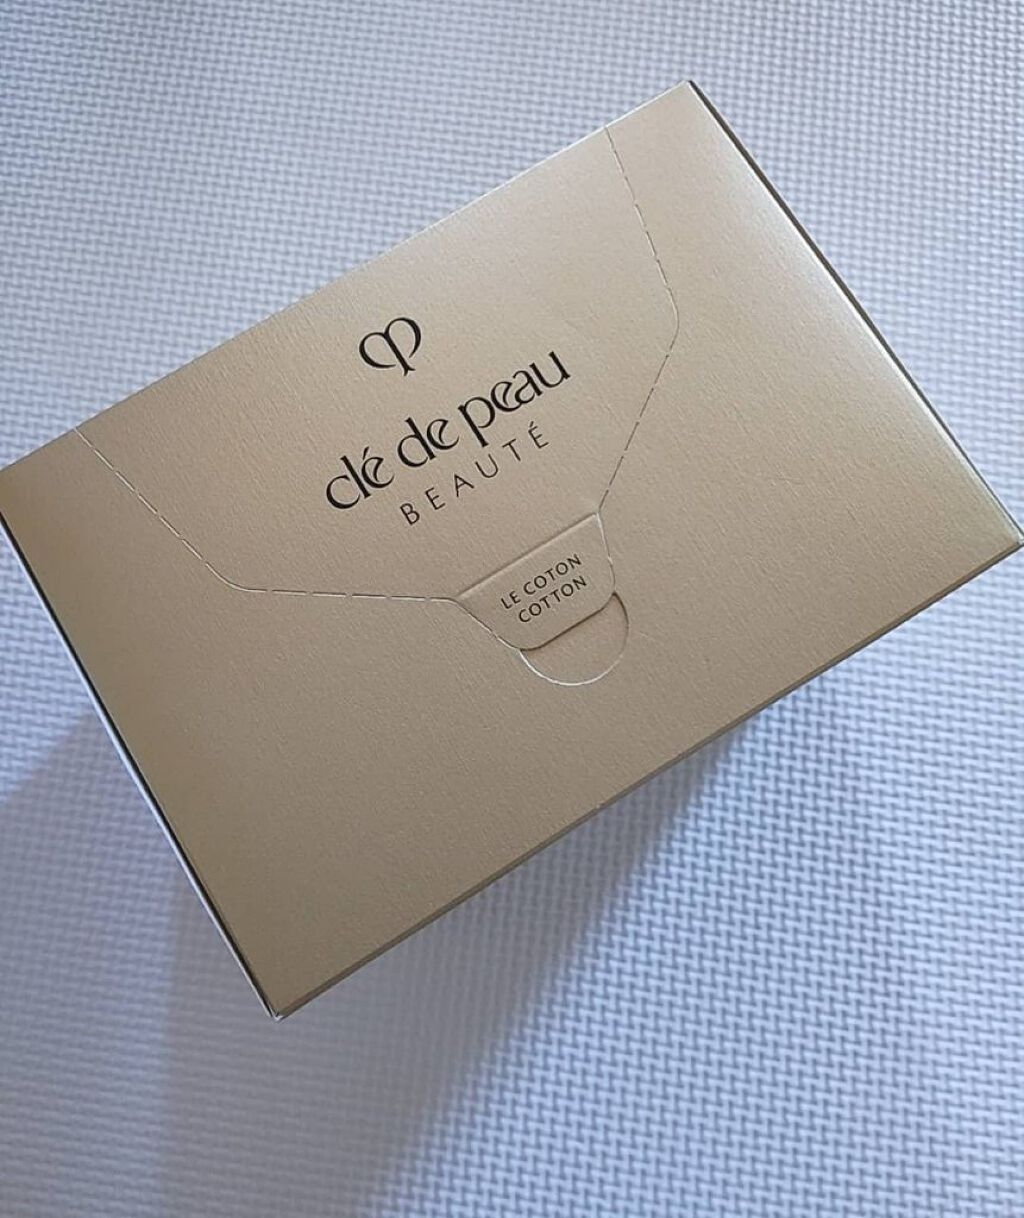 clé de peau
BEAUTÉ
LE COTON
COTTON